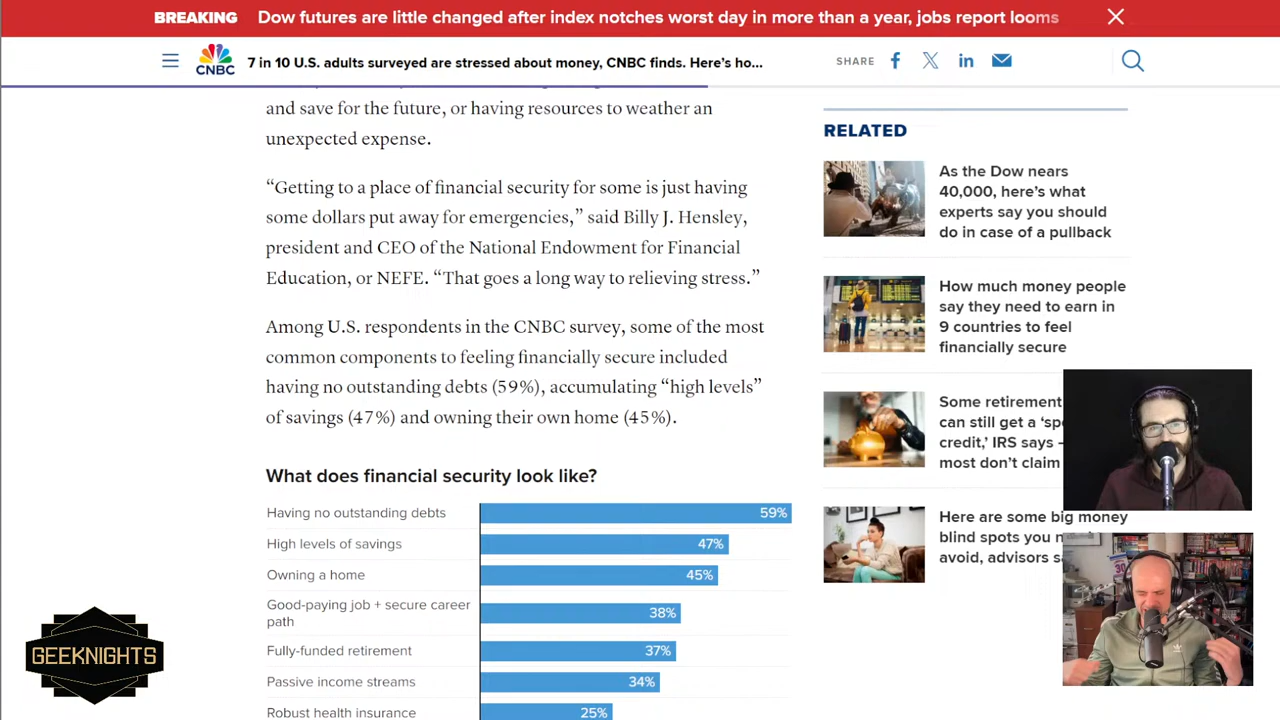 BREAKING Dow futures are little changed after index notches worst day in more than a year, jobs report looms
CNBC
7 in 10 U.S. adults surveyed are stressed about money, CNBC finds. Here's ho...
SHARE
and save for the future, or having resources to weather an
unexpected expense.
“Getting to a place of financial security for some is just having
some dollars put away for emergencies,” said Billy J. Hensley,
president and CEO of the National Endowment for Financial
Education, or NEFE. “That goes a long way to relieving stress.”
Among U.S. respondents in the CNBC survey, some of the most
common components to feeling financially secure included
having no outstanding debts (59%), accumulating “high levels”
of savings (47%) and owning their own home (45%).
What does financial security look like?
Having no outstanding debts 59%
High levels of savings 47%
Owning a home 45%
Good-paying job + secure career
path 38%
Fully-funded retirement 37%
Passive income streams 34%
Robust health insurance 25%
RELATED
As the Dow nears
40,000, here's what
experts say you should
do in case of a pullback
How much money people
say they need to earn in
9 countries to feel
financially secure
Some retirement
can still get a ‘sp
credit,’ IRS says –
most don't claim
Here are some big money
blind spots you n
avoid, advisors sa
GEEKNIGHTS